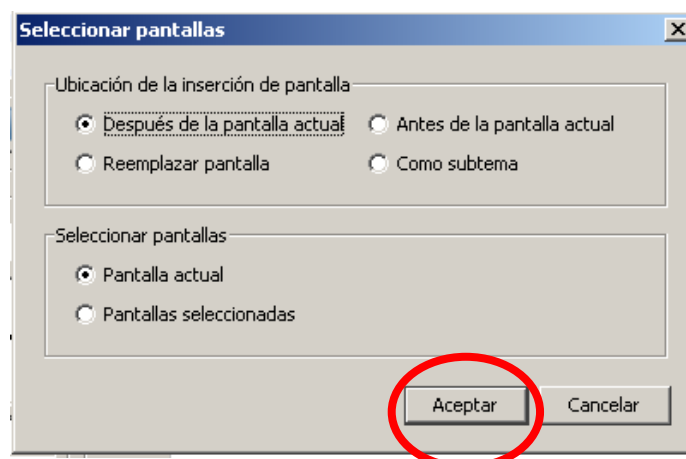 Seleccionar pantallas
Ubicación de la inserción de pantalla
Después de la pantalla actual Antes de la pantalla actual
Reemplazar pantalla Como subtema
Seleccionar pantallas
Pantalla actual
Pantallas seleccionadas
Aceptar Cancelar